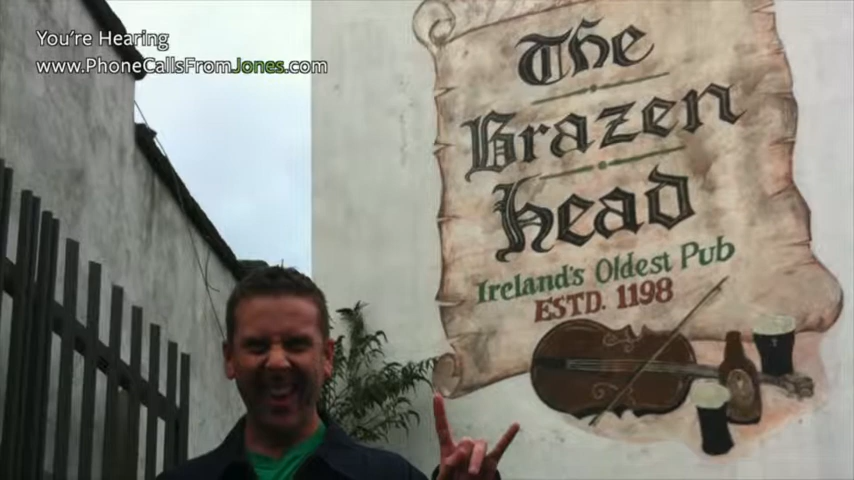 You're Hearing
www.PhoneCallsFromJones.com
The
Brazen
head
Ireland's Oldest Pub
ESTD. 1198